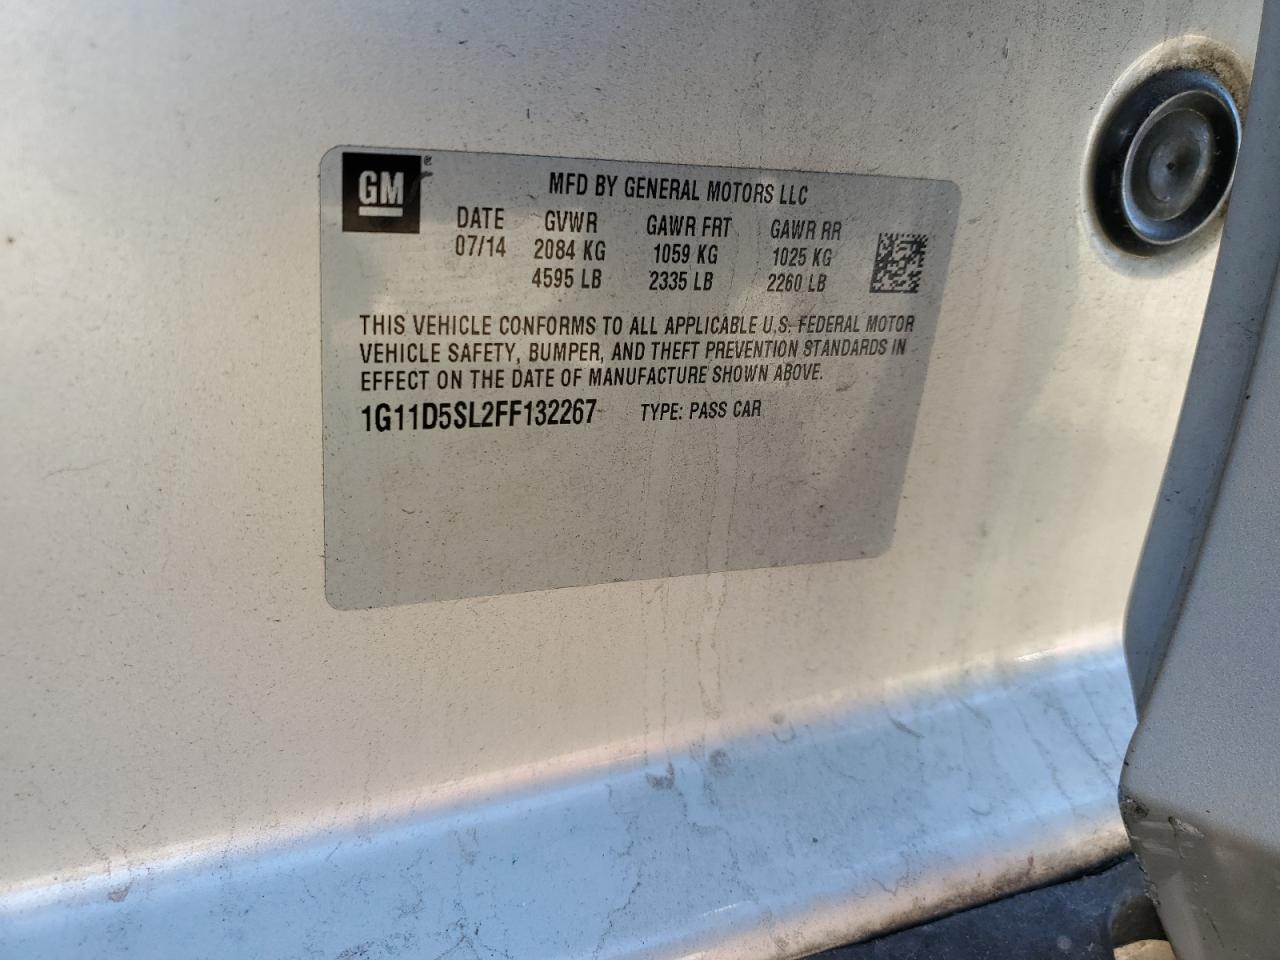 GM
MFD BY GENERAL MOTORS LLC
DATE GVWR GAWR FRT GAWR RR
07/14 2084 KG 1059 KG 1025 KG
4595 LB 2335 LB 2260 LB
THIS VEHICLE CONFORMS TO ALL APPLICABLE U.S. FEDERAL MOTOR
VEHICLE SAFETY, BUMPER, AND THEFT PREVENTION STANDARDS IN
EFFECT ON THE DATE OF MANUFACTURE SHOWN ABOVE.
1G11D5SL2FF132267 TYPE: PASS CAR